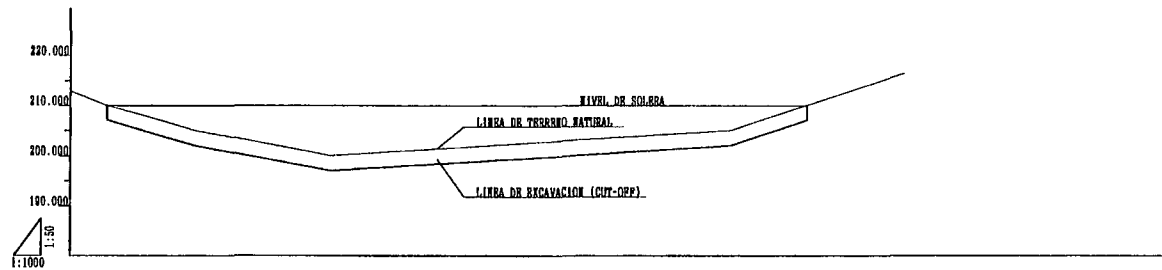 220.000
210.000
NIVEL DE SOLERA
LINEA DE TERRENO NATURAL
200.000
LINEA DE EXCAVACION (CUT-OFF)
190.000
1:50
1:1000